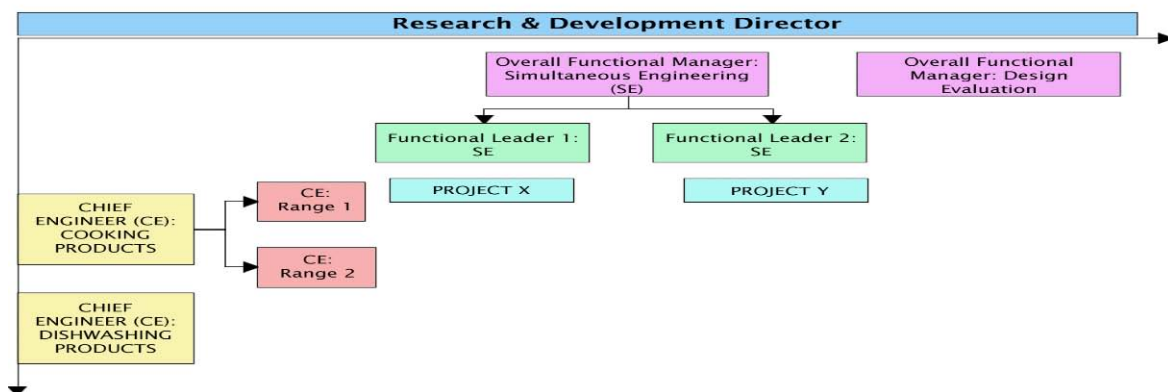 Research & Development Director
Overall Functional Manager:
Simultaneous Engineering
(SE)
Overall Functional
Manager: Design
Evaluation
Functional Leader 1:
SE
Functional Leader 2:
SE
PROJECT X
PROJECT Y
CHIEF
ENGINEER (CE):
COOKING
PRODUCTS
CE:
Range 1
CE:
Range 2
CHIEF
ENGINEER (CE):
DISHWASHING
PRODUCTS